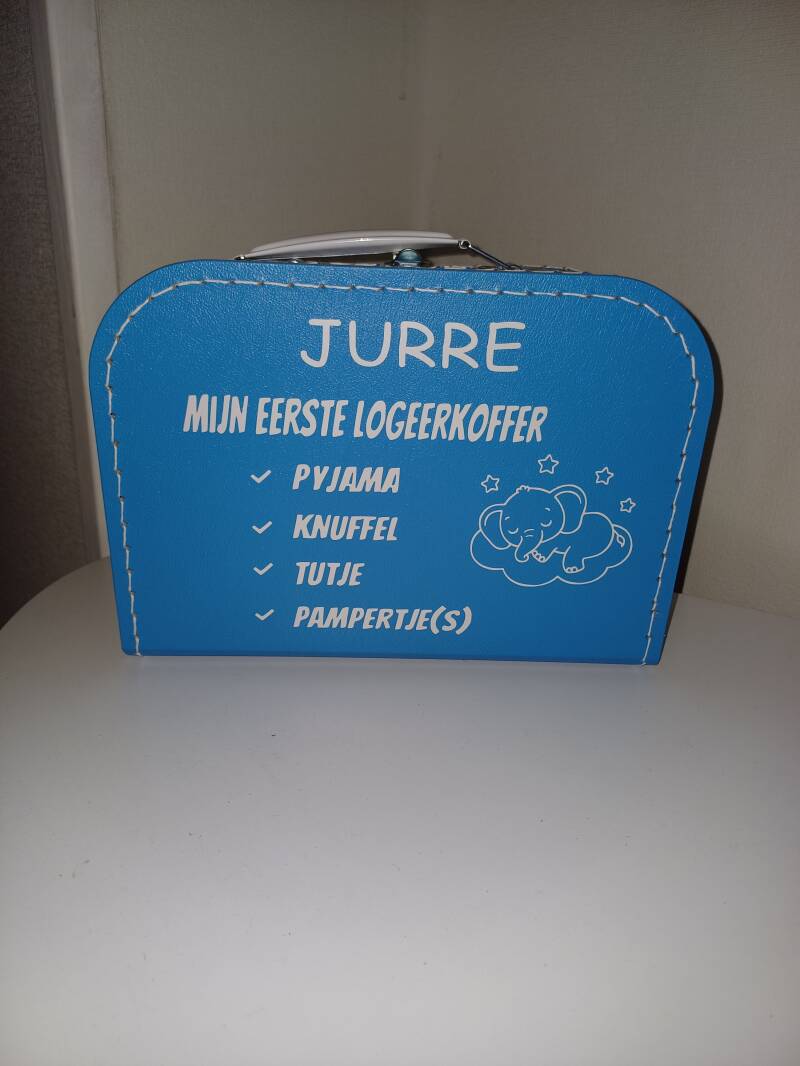 JURRE
MIJN EERSTE LOGEERKOFFER
✓ PYJAMA
✓ KNUFFEL
✓ TUTJE
✓ PAMPERTJE(S)